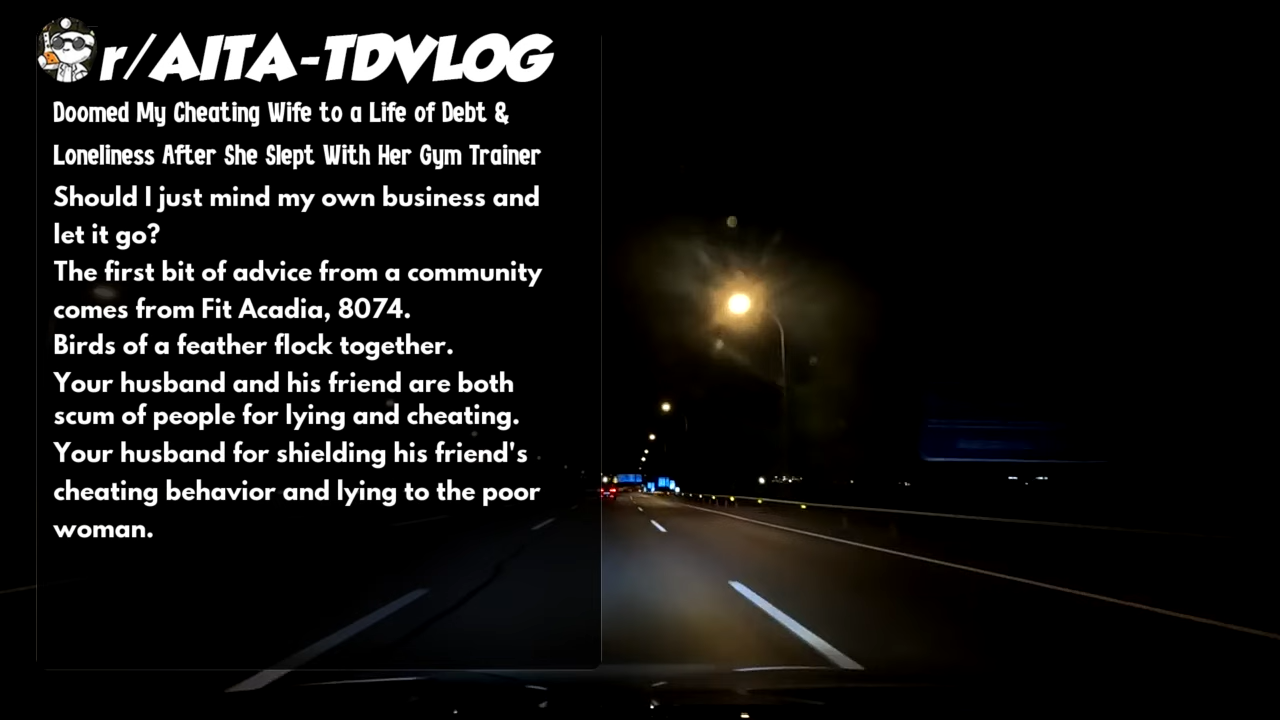 r/AITA-TDVLOG
Doomed My Cheating Wife to a Life of Debt &
Loneliness After She Slept With Her Gym Trainer
Should I just mind my own business and
let it go?
The first bit of advice from a community
comes from Fit Acadia, 8074.
Birds of a feather flock together.
Your husband and his friend are both
scum of people for lying and cheating.
Your husband for shielding his friend's
cheating behavior and lying to the poor
woman.